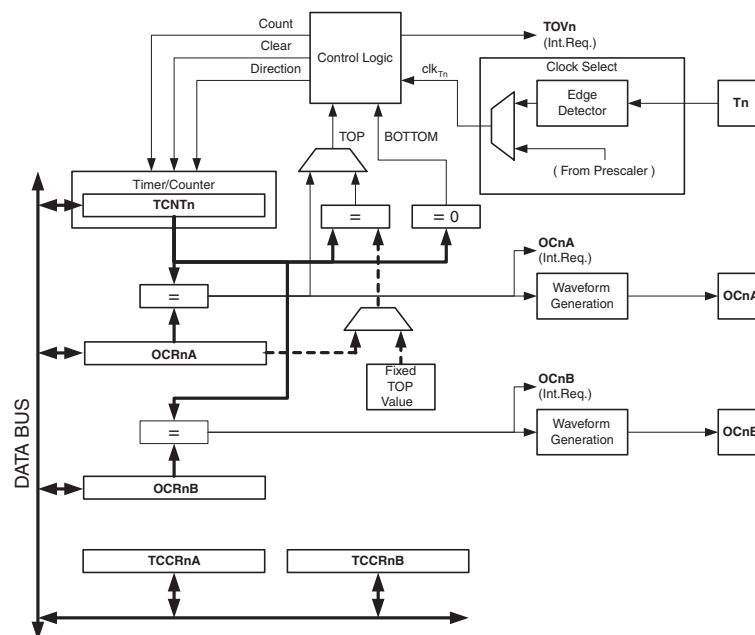 Count
Clear
Direction
Control Logic
TOVn
(Int.Req.)
clkTn
Clock Select
Edge
Detector
Tn
( From Prescaler )
TOP
BOTTOM
Timer/Counter
TCNTn
=
= 0
OCnA
(Int.Req.)
=
Waveform
Generation
OCnA
OCRnA
Fixed
TOP
Value
OCnB
(Int.Req.)
=
Waveform
Generation
OCnB
OCRnB
DATA BUS
TCCRnA
TCCRnB